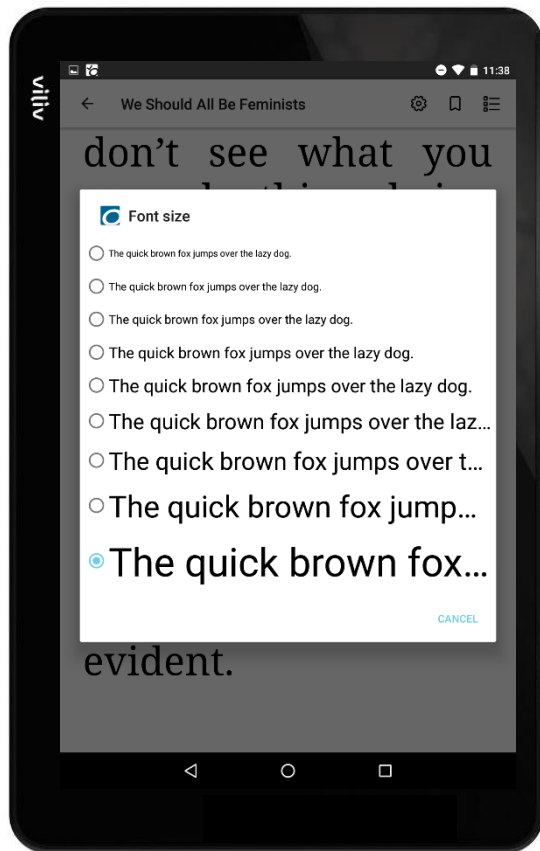 viliv
11:38
We Should All Be Feminists
don’t see what you
Font size
The quick brown fox jumps over the lazy dog.
The quick brown fox jumps over the lazy dog.
The quick brown fox jumps over the lazy dog.
The quick brown fox jumps over the lazy dog.
The quick brown fox jumps over the lazy dog.
The quick brown fox jumps over the laz...
The quick brown fox jumps over t...
The quick brown fox jump...
The quick brown fox...
CANCEL
evident.